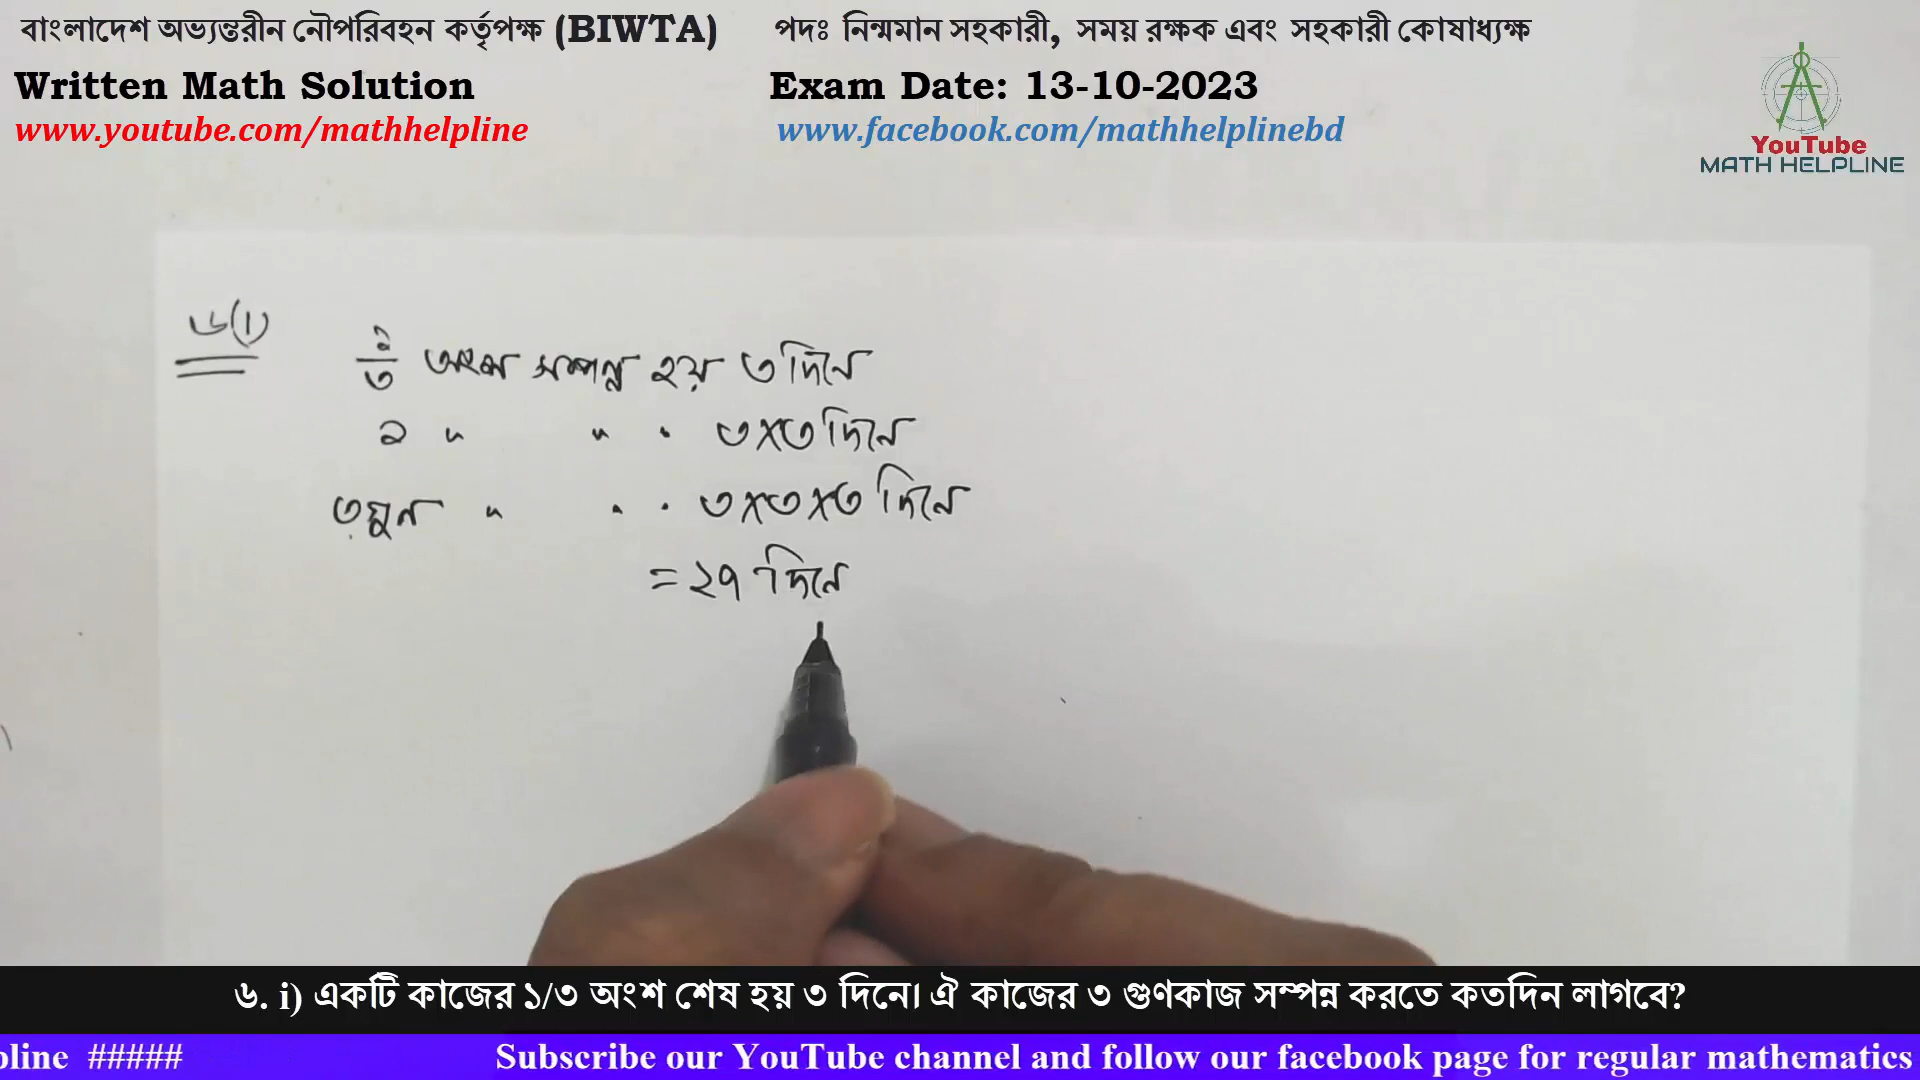 বাংলাদেশ অভ্যন্তরীন নৌপরিবহন কর্তৃপক্ষ (BIWTA)
পদঃ নিন্মমান সহকারী, সময় রক্ষক এবং সহকারী কোষাধ্যক্ষ
Written Math Solution
Exam Date: 13-10-2023
www.youtube.com/mathhelpline
www.facebook.com/mathhelplinebd
YouTube
MATH HELPLINE
৬(i)
১/৩ অংশ সম্পন্ন হয় ৩ দিনে
১ " " " ৩×৩ দিনে
৩গুন " " " ৩×৩×৩ দিনে
= ২৭ দিনে
৬. i) একটি কাজের ১/৩ অংশ শেষ হয় ৩ দিনে। ঐ কাজের ৩ গুণকাজ সম্পন্ন করতে কতদিন লাগবে?
pline ##### Subscribe our YouTube channel and follow our facebook page for regular mathematics